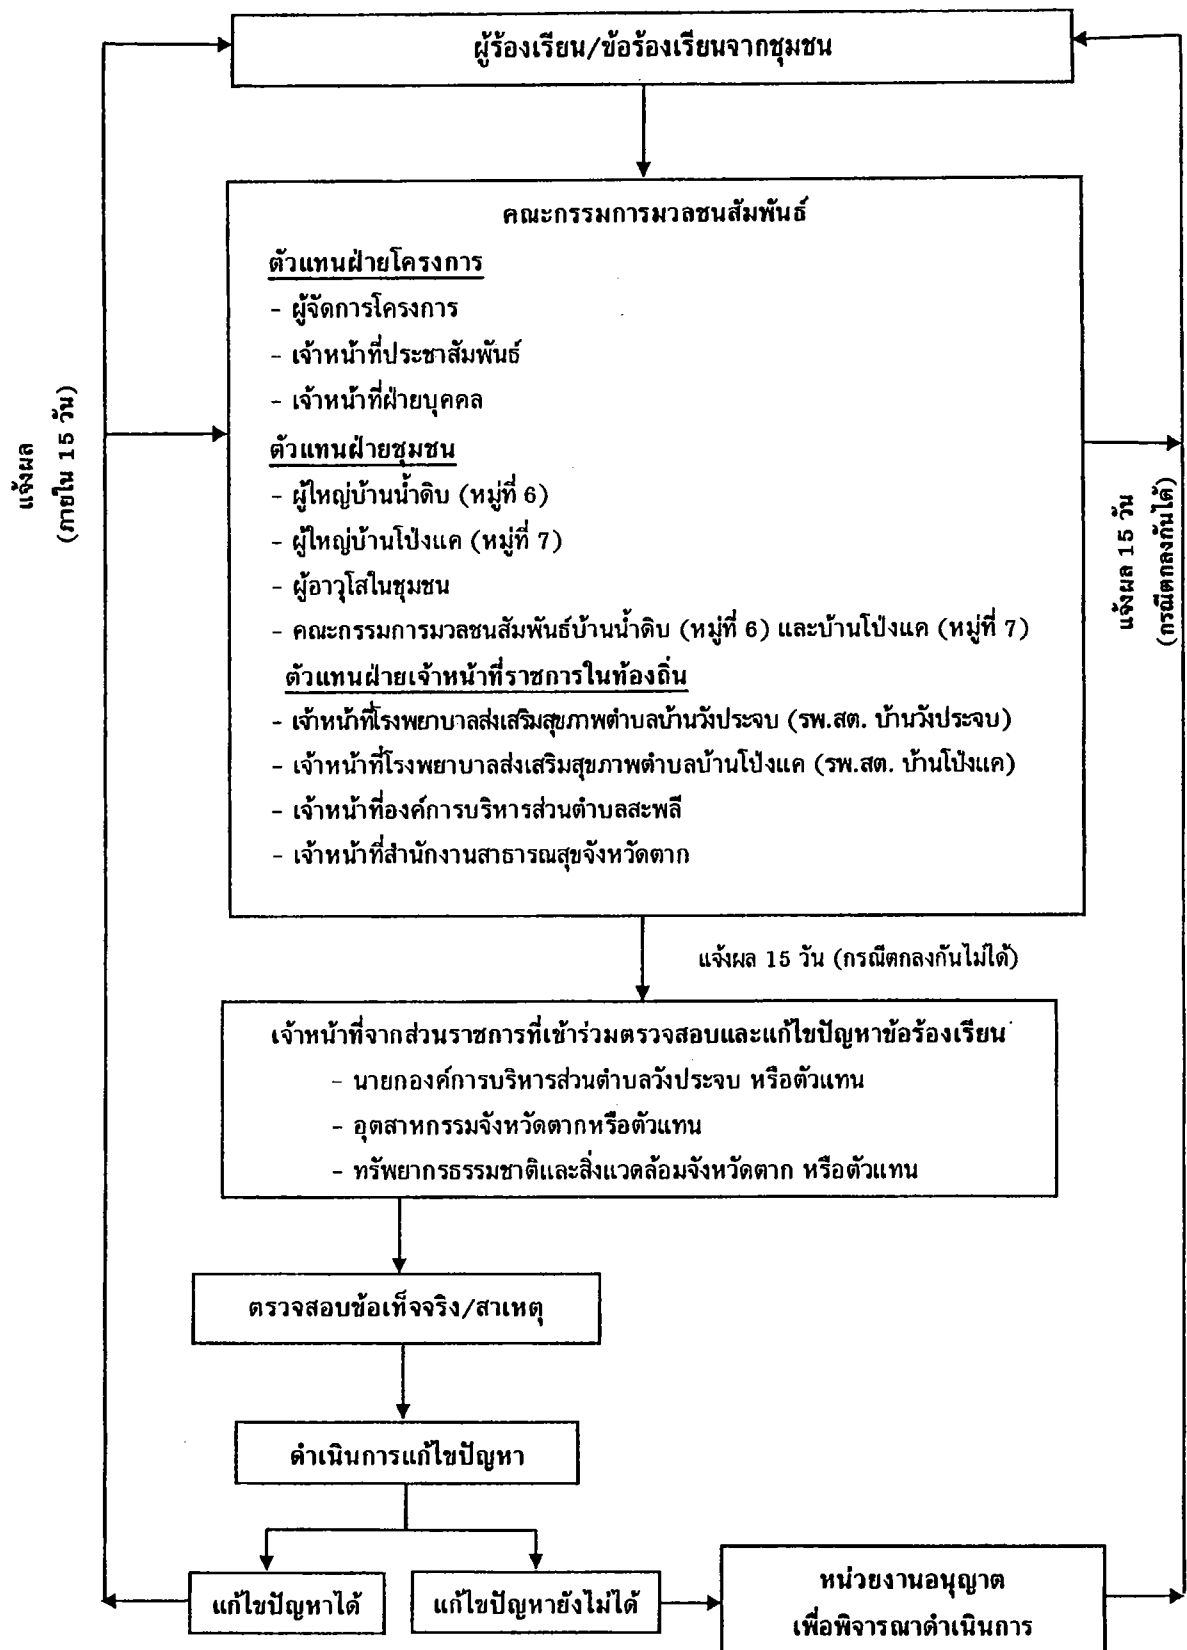 ผู้ร้องเรียน/ข้อร้องเรียนจากชุมชน
คณะกรรมการมวลชนสัมพันธ์
ตัวแทนฝ่ายโครงการ
- ผู้จัดการโครงการ
- เจ้าหน้าที่ประชาสัมพันธ์
- เจ้าหน้าที่ฝ่ายบุคคล
ตัวแทนฝ่ายชุมชน
- ผู้ใหญ่บ้านน้ำดิบ (หมู่ที่ 6)
- ผู้ใหญ่บ้านโป่งแค (หมู่ที่ 7)
- ผู้อาวุโสในชุมชน
- คณะกรรมการมวลชนสัมพันธ์บ้านน้ำดิบ (หมู่ที่ 6) และบ้านโป่งแค (หมู่ที่ 7)
ตัวแทนฝ่ายเจ้าหน้าที่ราชการในท้องถิ่น
- เจ้าหน้าที่โรงพยาบาลส่งเสริมสุขภาพตำบลบ้านวังประจบ (รพ.สต. บ้านวังประจบ)
- เจ้าหน้าที่โรงพยาบาลส่งเสริมสุขภาพตำบลบ้านโป่งแค (รพ.สต. บ้านโป่งแค)
- เจ้าหน้าที่องค์การบริหารส่วนตำบลสะพลี
- เจ้าหน้าที่สำนักงานสาธารณสุขจังหวัดตาก
แจ้งผล
(ภายใน 15 วัน)
แจ้งผล 15 วัน
(กรณีตกลงกันได้)
แจ้งผล 15 วัน (กรณีตกลงกันไม่ได้)
เจ้าหน้าที่จากส่วนราชการที่เข้าร่วมตรวจสอบและแก้ไขปัญหาข้อร้องเรียน
- นายกองค์การบริหารส่วนตำบลวังประจบ หรือตัวแทน
- อุตสาหกรรมจังหวัดตากหรือตัวแทน
- ทรัพยากรธรรมชาติและสิ่งแวดล้อมจังหวัดตาก หรือตัวแทน
ตรวจสอบข้อเท็จจริง/สาเหตุ
ดำเนินการแก้ไขปัญหา
แก้ไขปัญหาได้
แก้ไขปัญหายังไม่ได้
หน่วยงานอนุญาต
เพื่อพิจารณาดำเนินการ